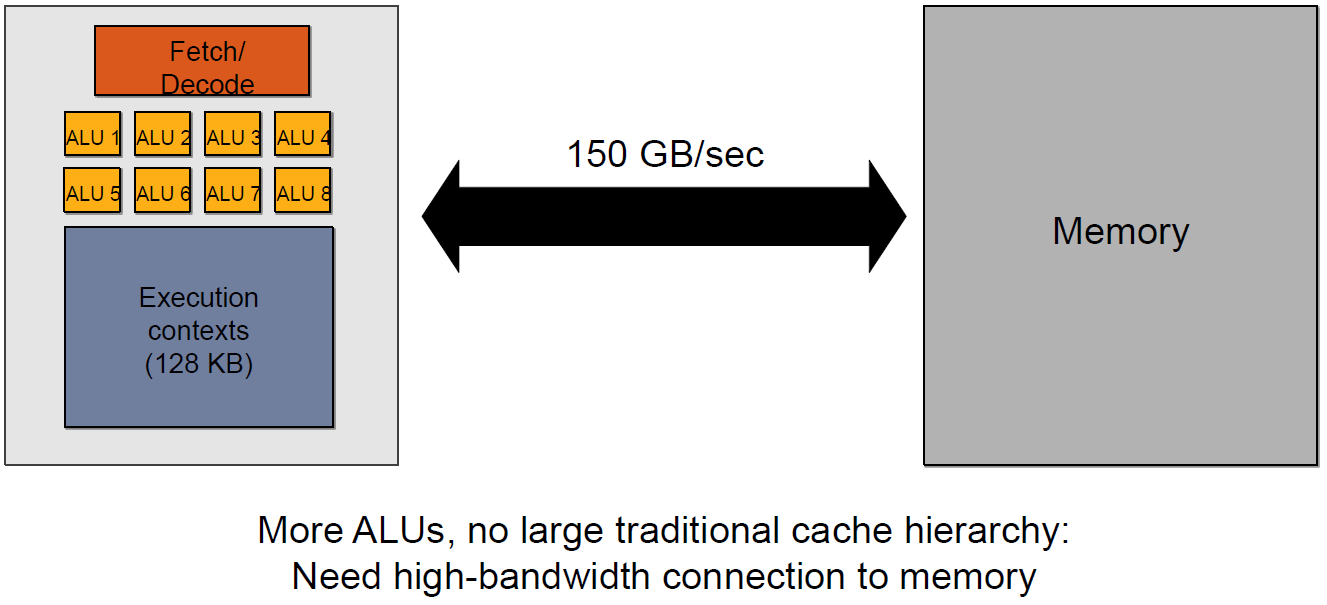 Fetch/
Decode
ALU 1
ALU 2
ALU 3
ALU 4
ALU 5
ALU 6
ALU 7
ALU 8
Execution
contexts
(128 KB)
150 GB/sec
Memory
More ALUs, no large traditional cache hierarchy:
Need high-bandwidth connection to memory